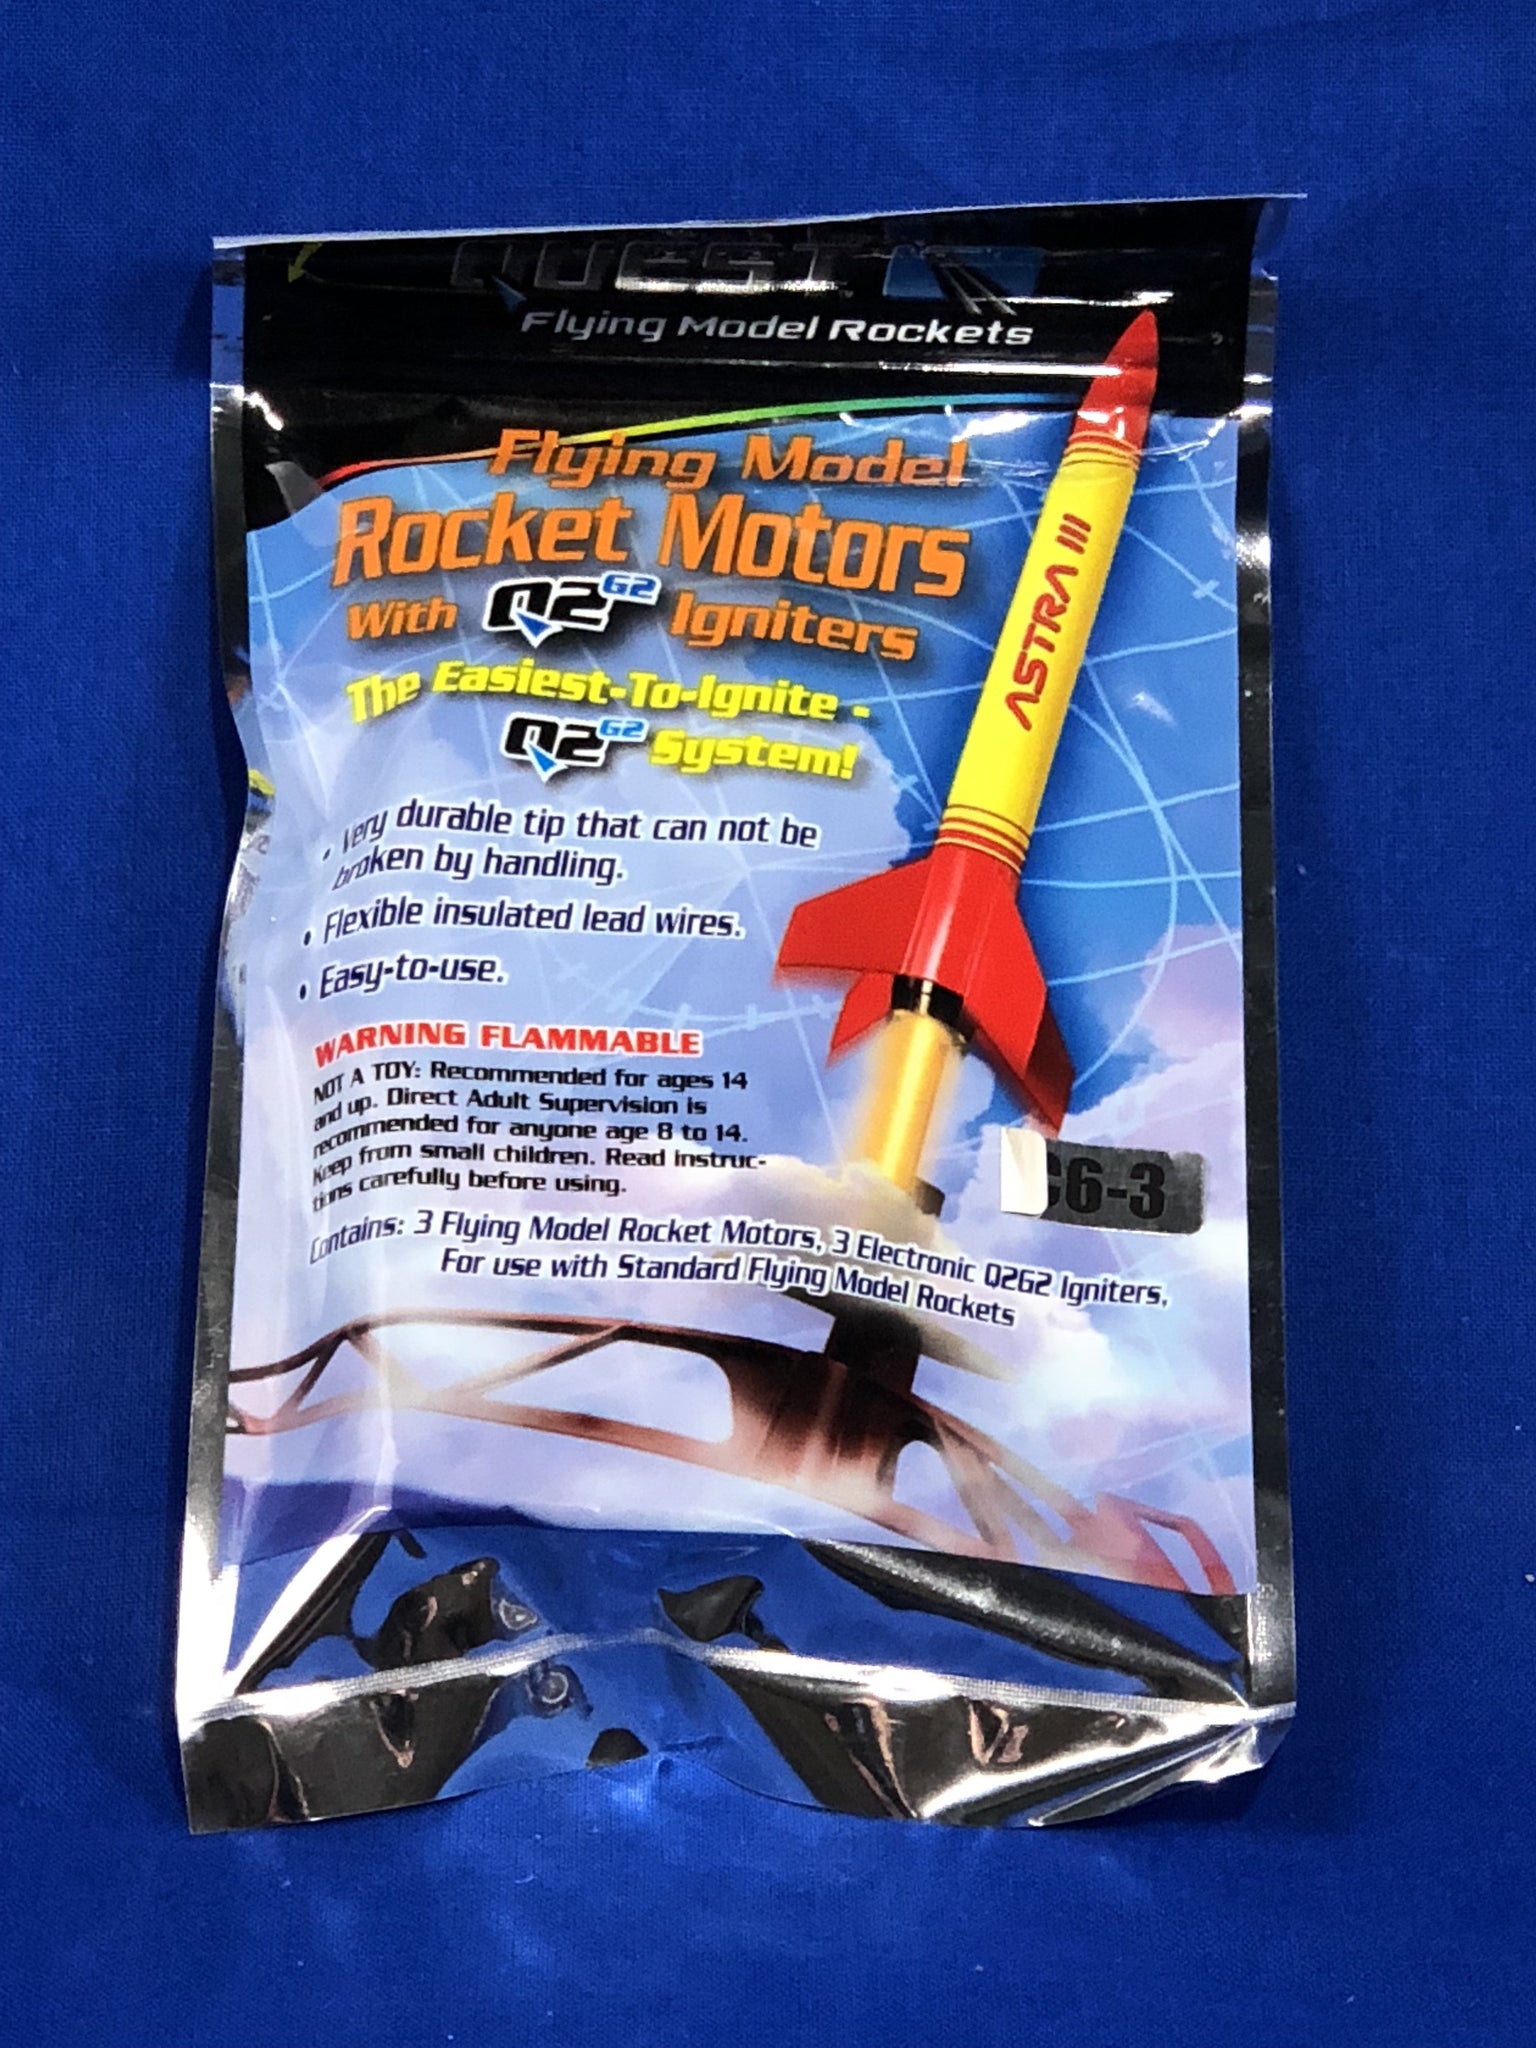 QUEST
Flying Model Rockets
Flying Model
Rocket Motors
With Q2G2 Igniters
The Easiest-To-Ignite -
Q2G2 System!
• Very durable tip that can not be
broken by handling.
• Flexible insulated lead wires.
• Easy-to-use.
WARNING FLAMMABLE
NOT A TOY: Recommended for ages 14
and up. Direct Adult Supervision is
recommended for anyone age 8 to 14.
Keep from small children. Read instruc-
tions carefully before using.
Contains: 3 Flying Model Rocket Motors, 3 Electronic Q2G2 Igniters,
For use with Standard Flying Model Rockets
ASTRA III
C6-3